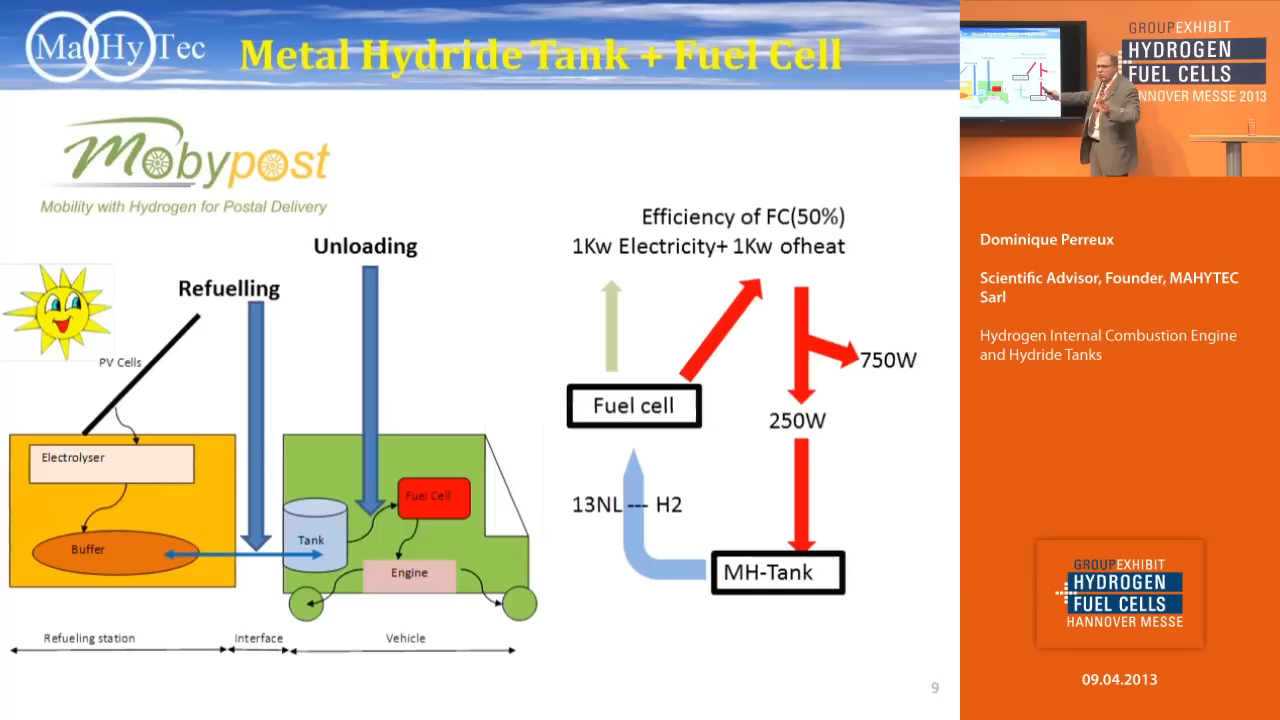 MaHyTec
Metal Hydride Tank + Fuel Cell
Mobypost
Mobility with Hydrogen for Postal Delivery
Unloading
Refuelling
PV Cells
Electrolyser
Buffer
Tank
Fuel Cell
Engine
Refueling station
Interface
Vehicle
Efficiency of FC(50%)
1Kw Electricity+ 1Kw ofheat
750W
Fuel cell
250W
13NL --- H2
MH-Tank
9
GROUPEXHIBIT
HYDROGEN
FUEL CELLS
NNOVER MESSE 2013
Dominique Perreux
Scientific Advisor, Founder, MAHYTEC
Sarl
Hydrogen Internal Combustion Engine
and Hydride Tanks
GROUPEXHIBIT
HYDROGEN
FUEL CELLS
HANNOVER MESSE
09.04.2013